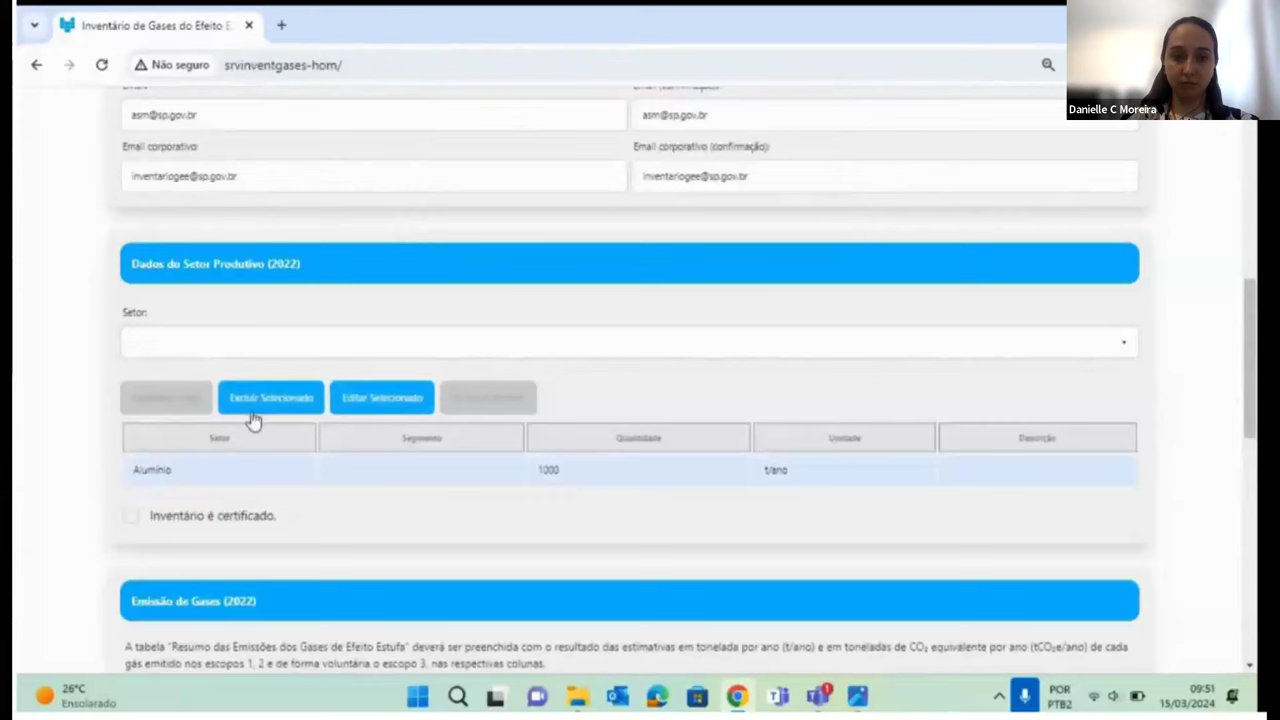 Inventário de Gases do Efeito E
Não seguro
srvinventgases-hom/
Danielle C Moreira
asm@sp.gov.br
asm@sp.gov.br
Email corporativo:
Email corporativo (confirmação):
inventariogee@sp.gov.br
inventariogee@sp.gov.br
Dados do Setor Produtivo (2022)
Setor:
Excluir Selecionado
Editar Selecionado
Setor
Segmento
Quantidade
Unidade
Descrição
Alumínio
1000
t/ano
Inventário é certificado.
Emissão de Gases (2022)
A tabela "Resumo das Emissões dos Gases de Efeito Estufa" deverá ser preenchida com o resultado das estimativas em tonelada por ano (t/ano) e em toneladas de CO₂ equivalente por ano (tCO₂e/ano) de cada
gás emitido nos escopos 1, 2 e de forma voluntária o escopo 3, nas respectivas colunas.
26°C
Ensolarado
POR
PTB2
09:51
15/03/2024